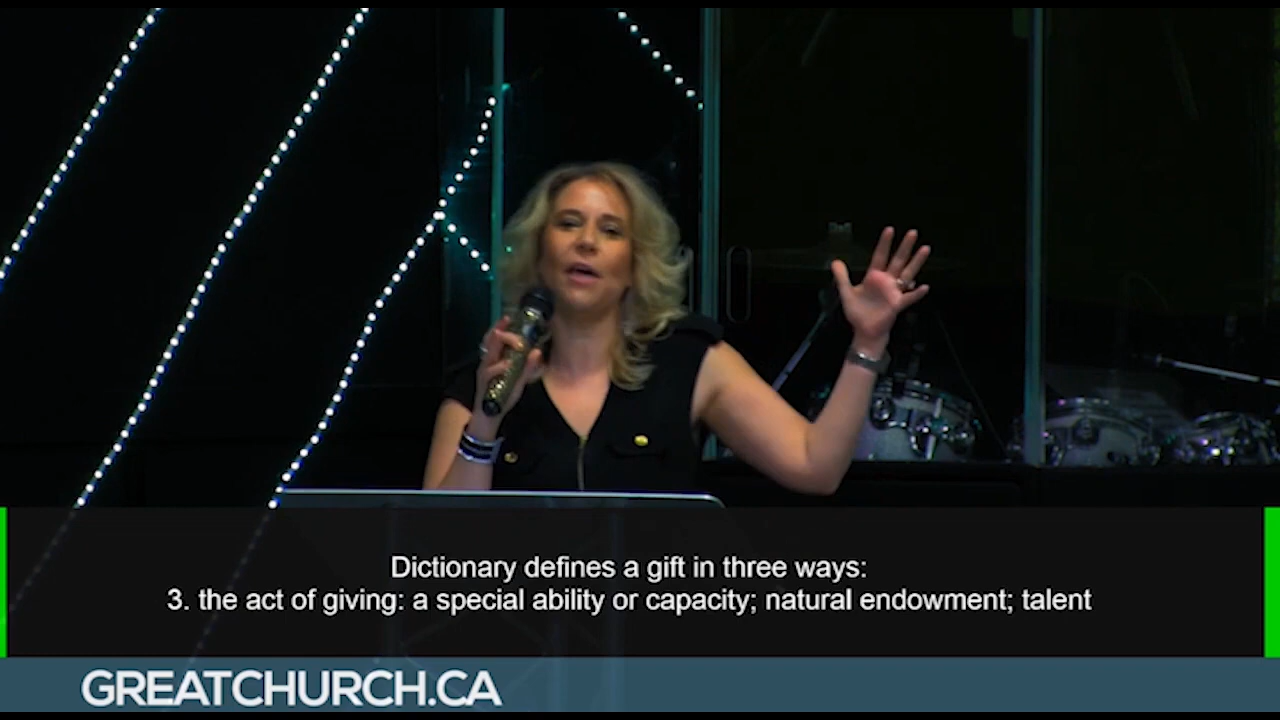 Dictionary defines a gift in three ways:
3. the act of giving: a special ability or capacity; natural endowment; talent
GREATCHURCH.CA